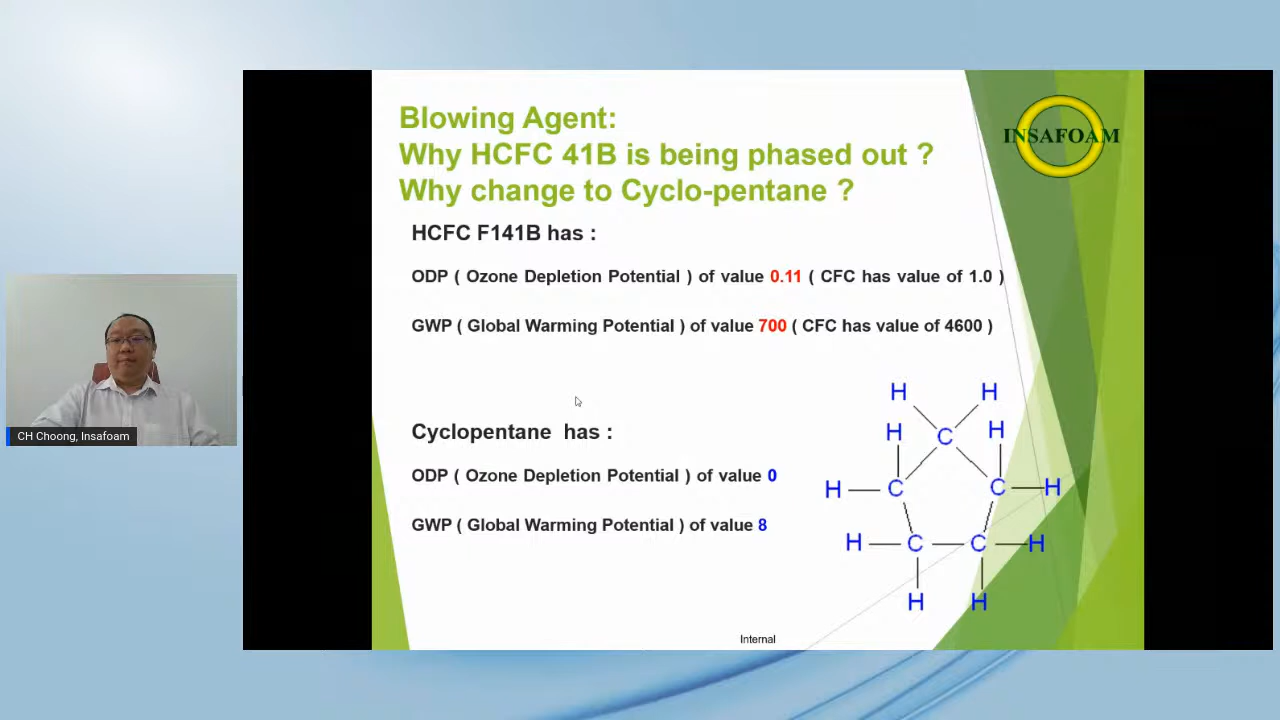 Blowing Agent:
Why HCFC 41B is being phased out ?
Why change to Cyclo-pentane ?
INSAFOAM
HCFC F141B has :
ODP ( Ozone Depletion Potential ) of value 0.11 ( CFC has value of 1.0 )
GWP ( Global Warming Potential ) of value 700 ( CFC has value of 4600 )
Cyclopentane has :
ODP ( Ozone Depletion Potential ) of value 0
GWP ( Global Warming Potential ) of value 8
H H
H C H
H C C H
H C C H
H H
Internal
CH Choong, Insafoam